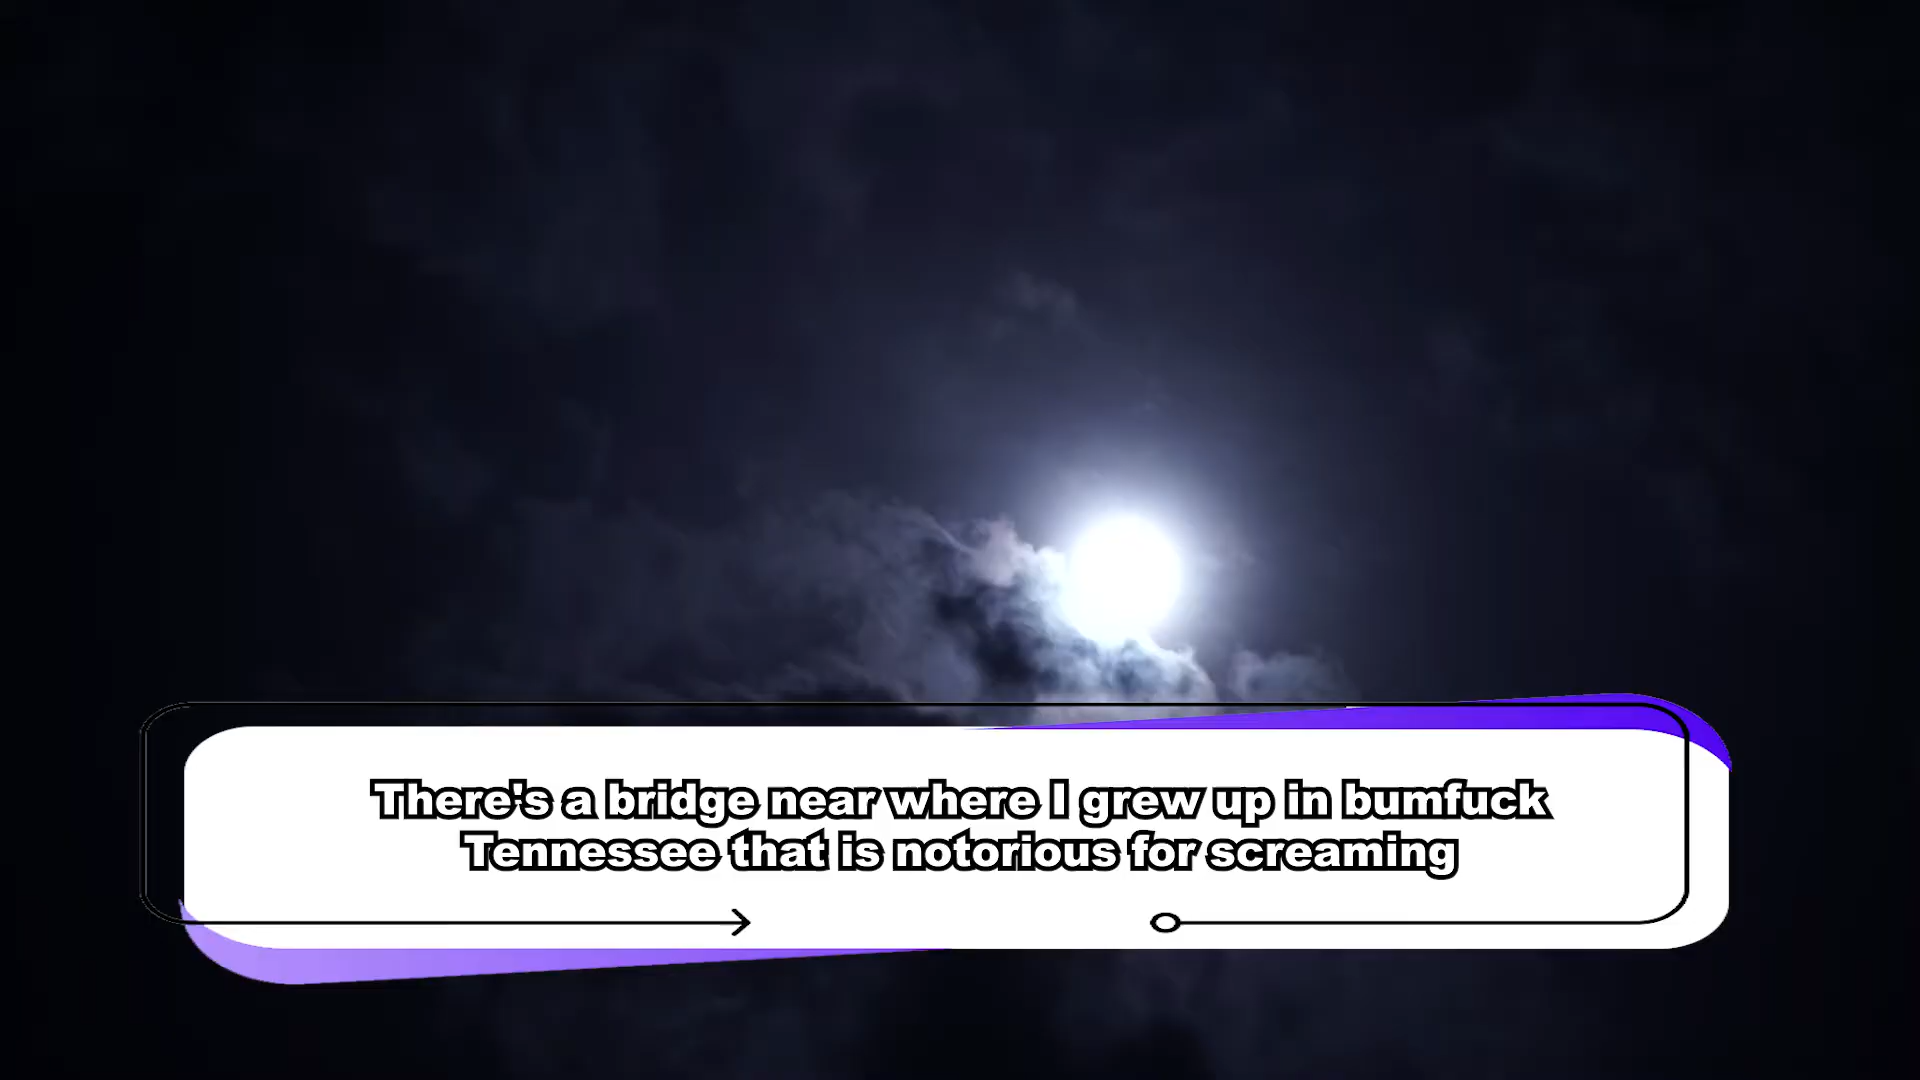 There's a bridge near where I grew up in bumfuck
Tennessee that is notorious for screaming